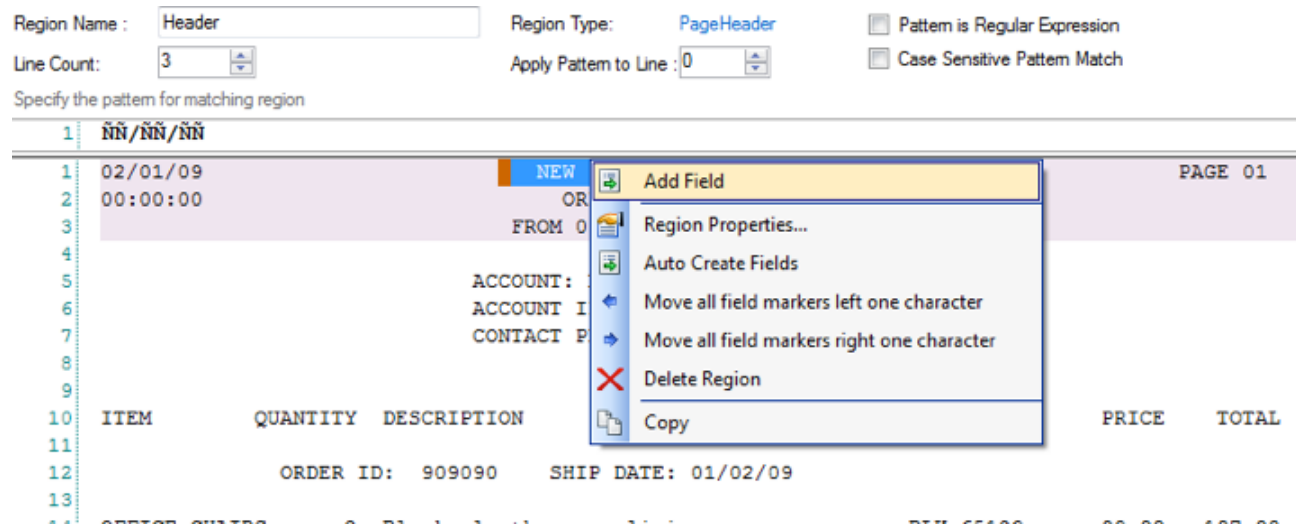 Region Name : Header Region Type: PageHeader Pattern is Regular Expression
Line Count: 3 Apply Pattern to Line : 0 Case Sensitive Pattern Match
Specify the pattern for matching region
1 ÑÑ/ÑÑ/ÑÑ
1 02/01/09 NEW PAGE 01
2 00:00:00
3 FROM
4
5 ACCOUNT:
6 ACCOUNT
7 CONTACT
8
9
10 ITEM QUANTITY DESCRIPTION PRICE TOTAL
11
12 ORDER ID: 909090 SHIP DATE: 01/02/09
13
Add Field
Region Properties...
Auto Create Fields
Move all field markers left one character
Move all field markers right one character
Delete Region
Copy